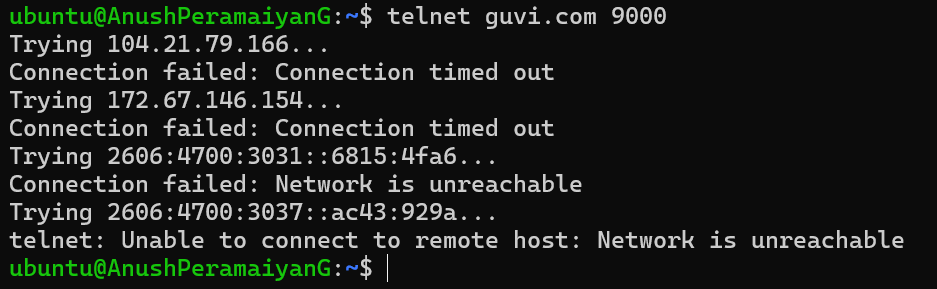 ubuntu@AnushPeramaiyanG:~$ telnet guvi.com 9000
Trying 104.21.79.166...
Connection failed: Connection timed out
Trying 172.67.146.154...
Connection failed: Connection timed out
Trying 2606:4700:3031::6815:4fa6...
Connection failed: Network is unreachable
Trying 2606:4700:3037::ac43:929a...
telnet: Unable to connect to remote host: Network is unreachable
ubuntu@AnushPeramaiyanG:~$